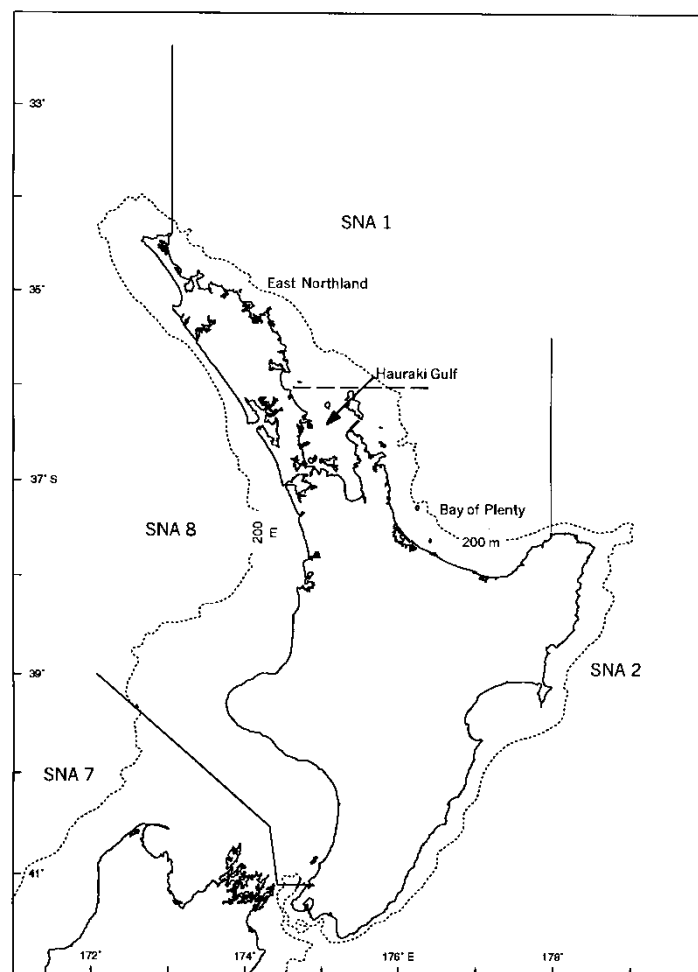 33°
SNA 1
East Northland
35°
Hauraki Gulf
37° S
Bay of Plenty
SNA 8
200 m
200 m
39°
SNA 2
SNA 7
41°
172°
174°
176° E
178°